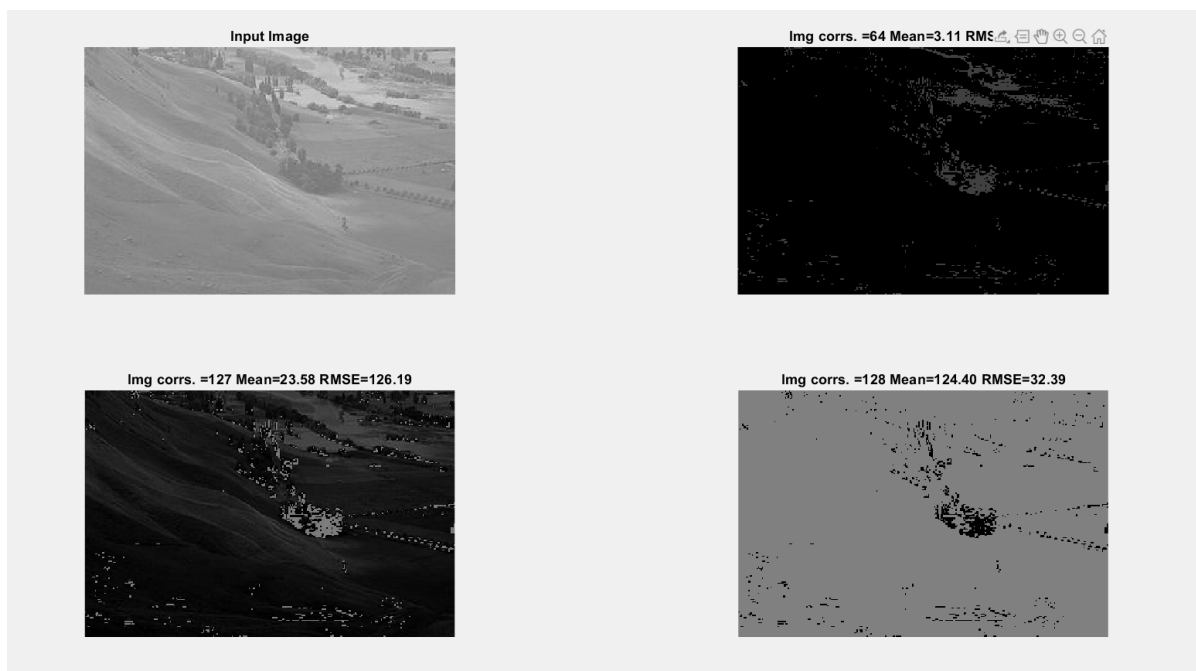 Input Image
Img corrs. =64 Mean=3.11
Img corrs. =127 Mean=23.58 RMSE=126.19
Img corrs. =128 Mean=124.40 RMSE=32.39